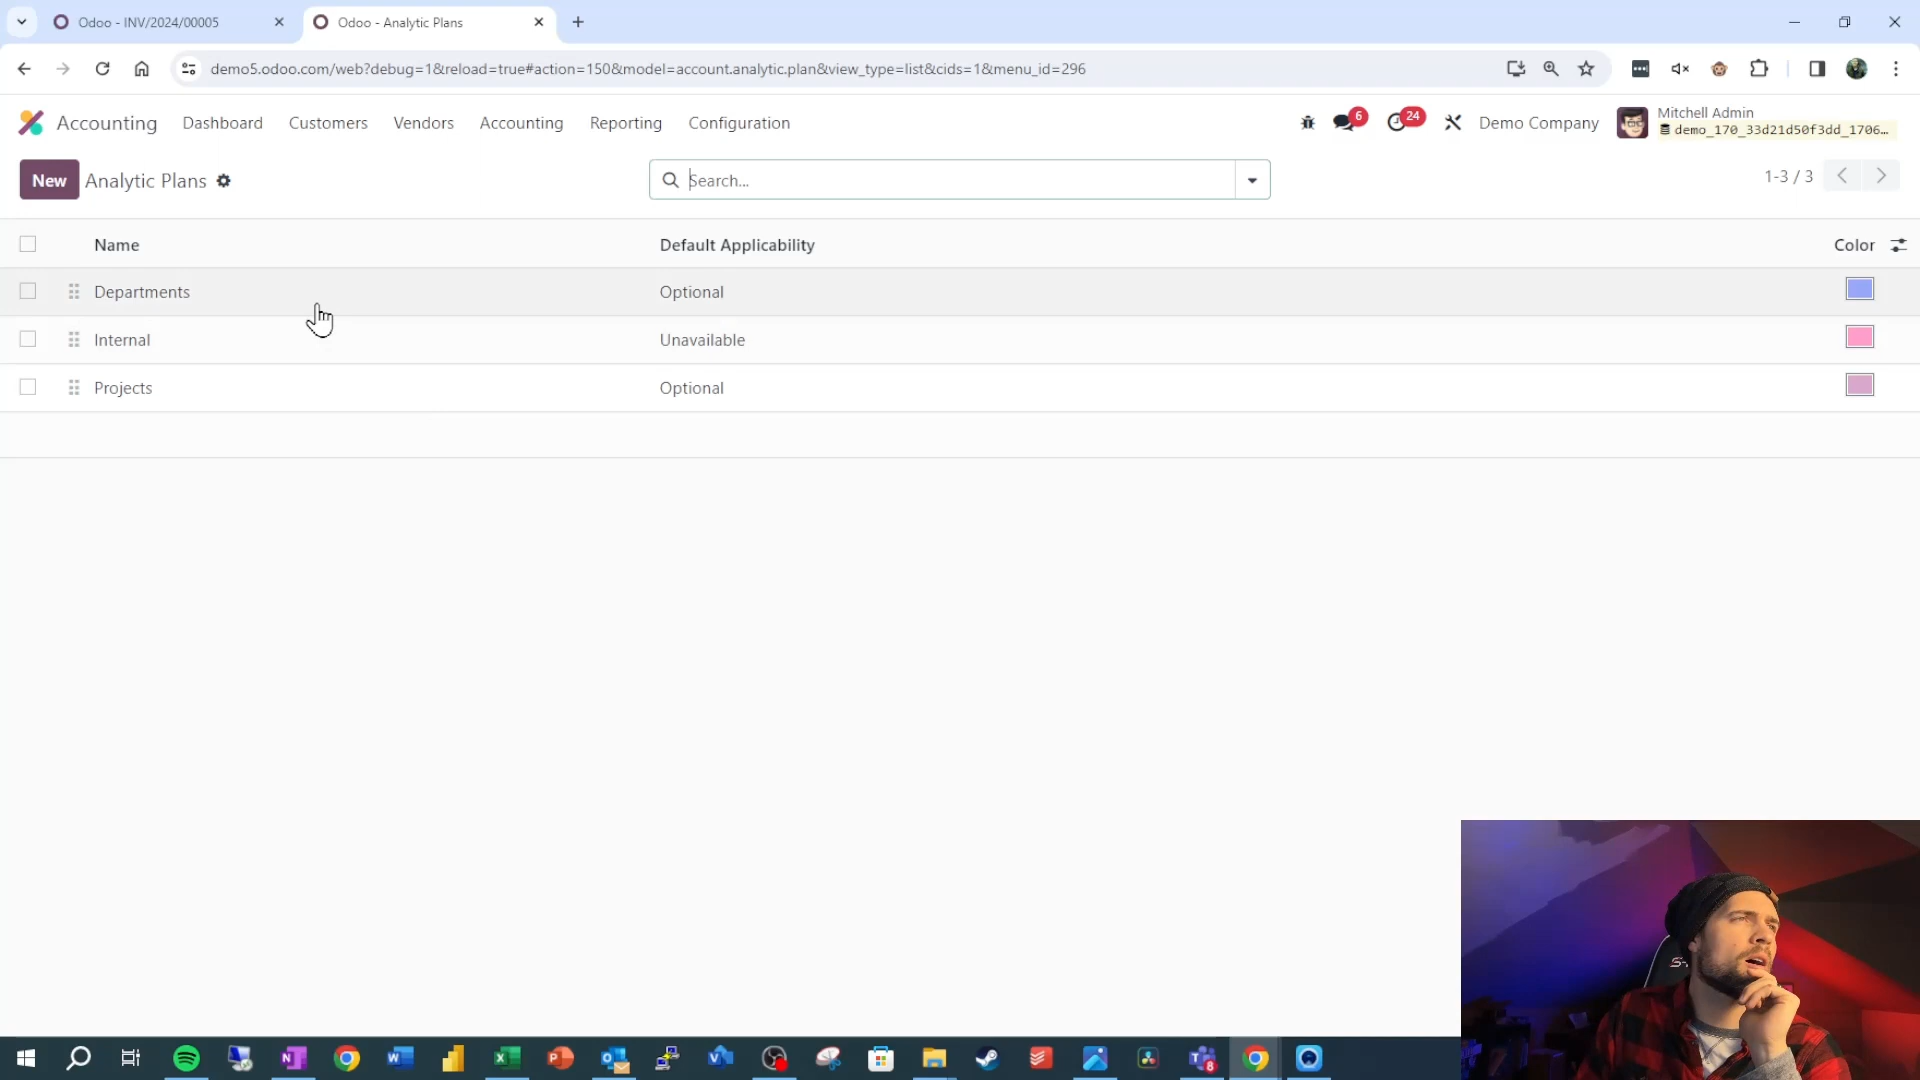 Odoo - INV/2024/00005
Odoo - Analytic Plans
demo5.odoo.com/web?debug=1&reload=true#action=150&model=account.analytic.plan&view_type=list&cids=1&menu_id=296
Accounting Dashboard Customers Vendors Accounting Reporting Configuration
6 24 Demo Company
Mitchell Admin
demo_170_33d21d50f3dd_1706...
New Analytic Plans
Search...
1-3 / 3
Name Default Applicability Color
Departments Optional
Internal Unavailable
Projects Optional